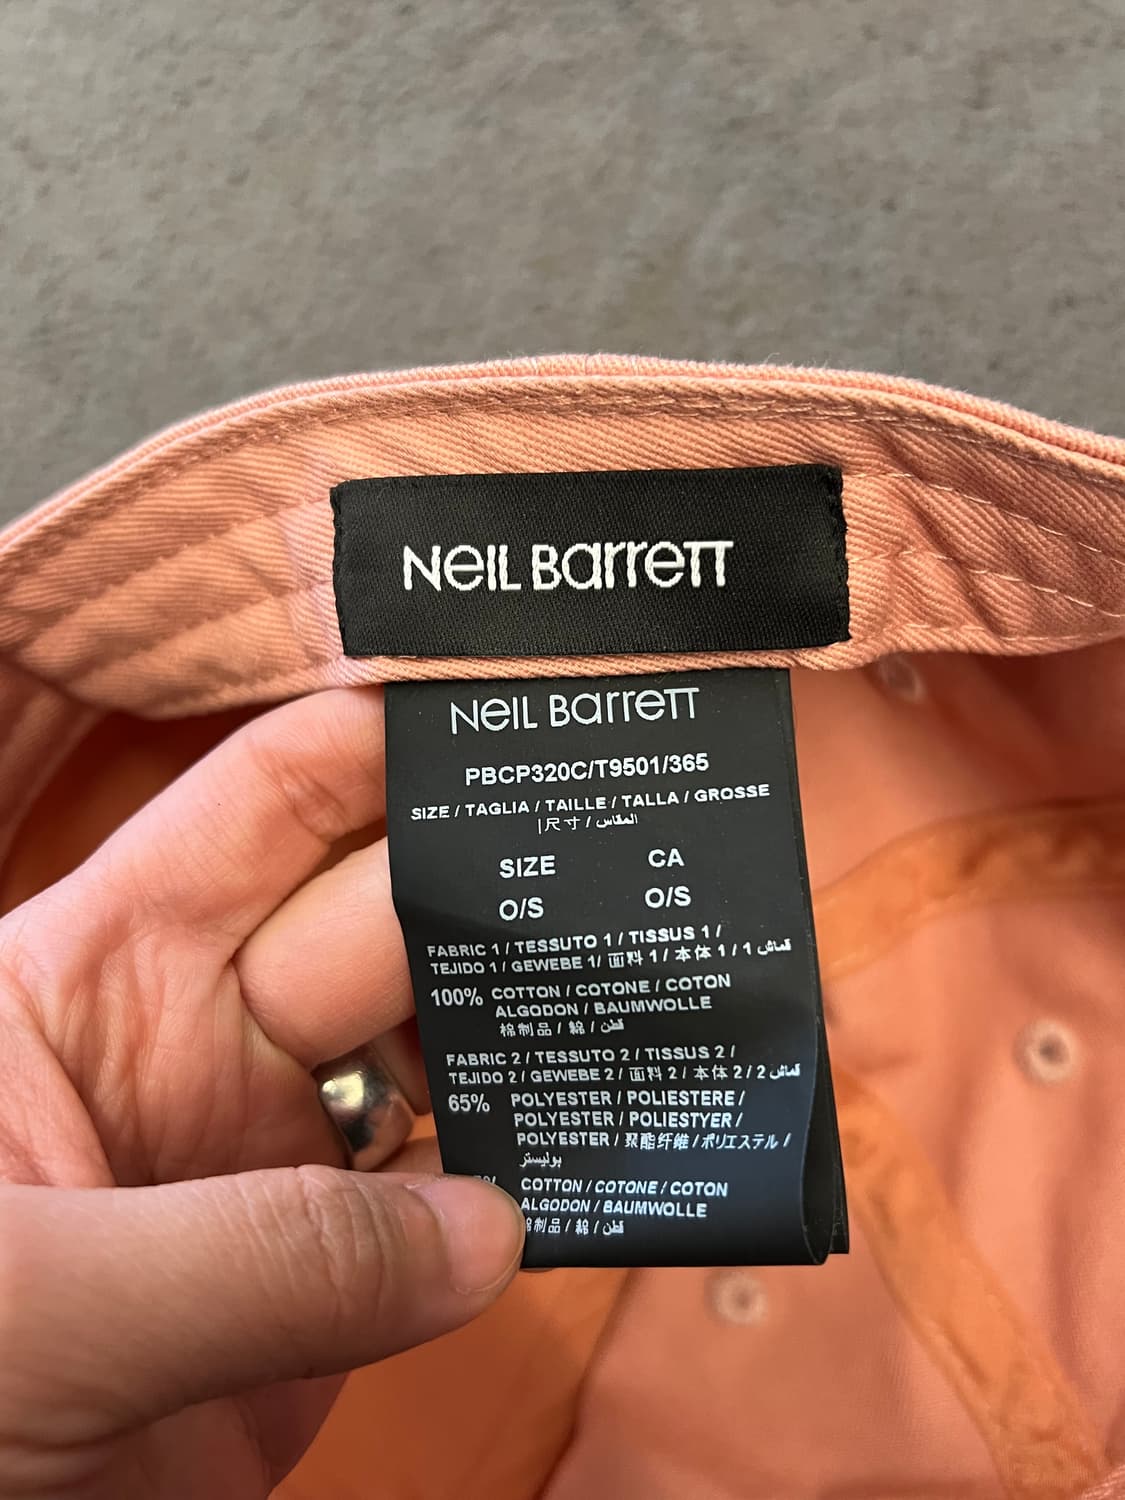 Neil Barrett
Neil Barrett
PBCP320C/T9501/365
SIZE / TAGLIA / TAILLE / TALLA / GROSSE
尺寸 / المقاس
SIZE CA
O/S O/S
FABRIC 1 / TESSUTO 1 / TISSUS 1 /
TEJIDO 1 / GEWEBE 1/ 面料 1 / 本体 1 / 1 قماش
100% COTTON / COTONE / COTON
ALGODON / BAUMWOLLE
棉制品 / 綿 / قطن
FABRIC 2 / TESSUTO 2 / TISSUS 2 /
TEJIDO 2 / GEWEBE 2 / 面料 2 / 本体 2 / 2 قماش
65% POLYESTER / POLIESTERE /
POLYESTER / POLIESTYER /
POLYESTER / 聚酯纤维 / ポリエステル /
بوليستر
COTTON / COTONE / COTON
ALGODON / BAUMWOLLE
制品 / 綿 / قطن